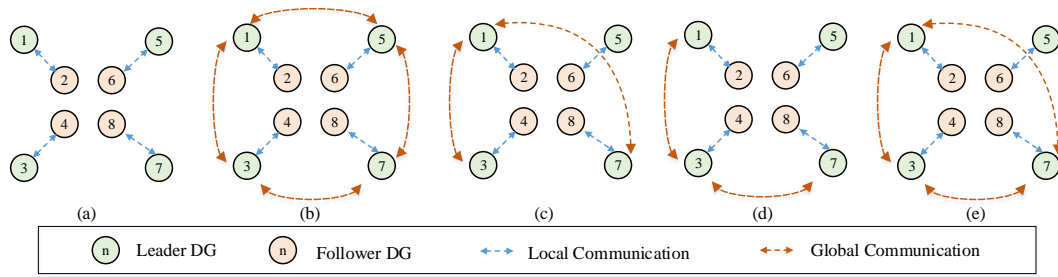 1 5 1 5 1 5 1 5 1 5
2 6 2 6 2 6 2 6 2 6
4 8 4 8 4 8 4 8 4 8
3 7 3 7 3 7 3 7 3 7
(a) (b) (c) (d) (e)
n Leader DG n Follower DG Local Communication Global Communication